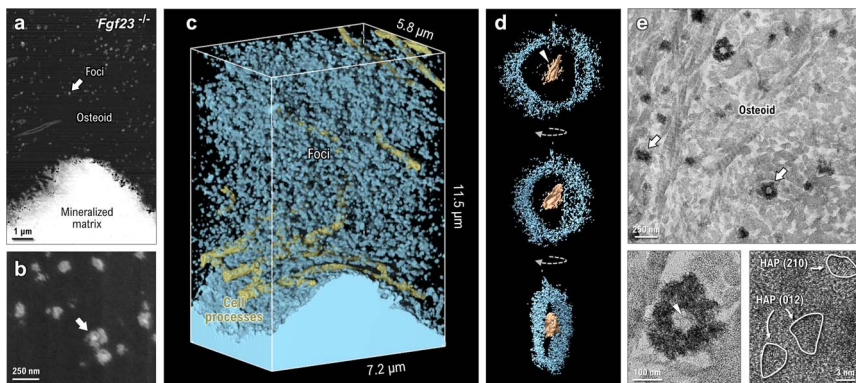 a
Fgf23 -/-
Foci
Osteoid
Mineralized
matrix
1 µm
b
250 nm
c
5.8 µm
Foci
11.5 µm
Cell
processes
7.2 µm
d
e
Osteoid
250 nm
100 nm
HAP (210)
HAP (012)
3 nm